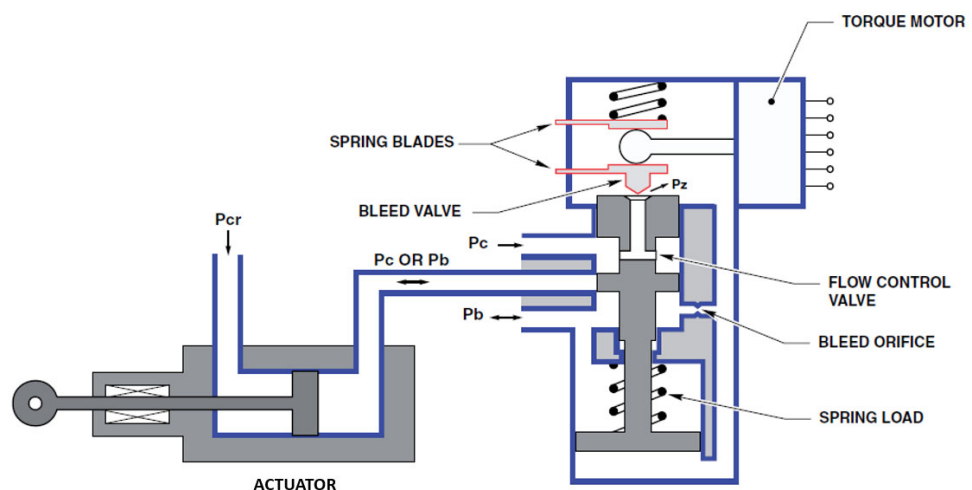 TORQUE MOTOR
SPRING BLADES
Pz
BLEED VALVE
Pcr
Pc
Pc OR Pb
FLOW CONTROL
VALVE
Pb
BLEED ORIFICE
SPRING LOAD
ACTUATOR